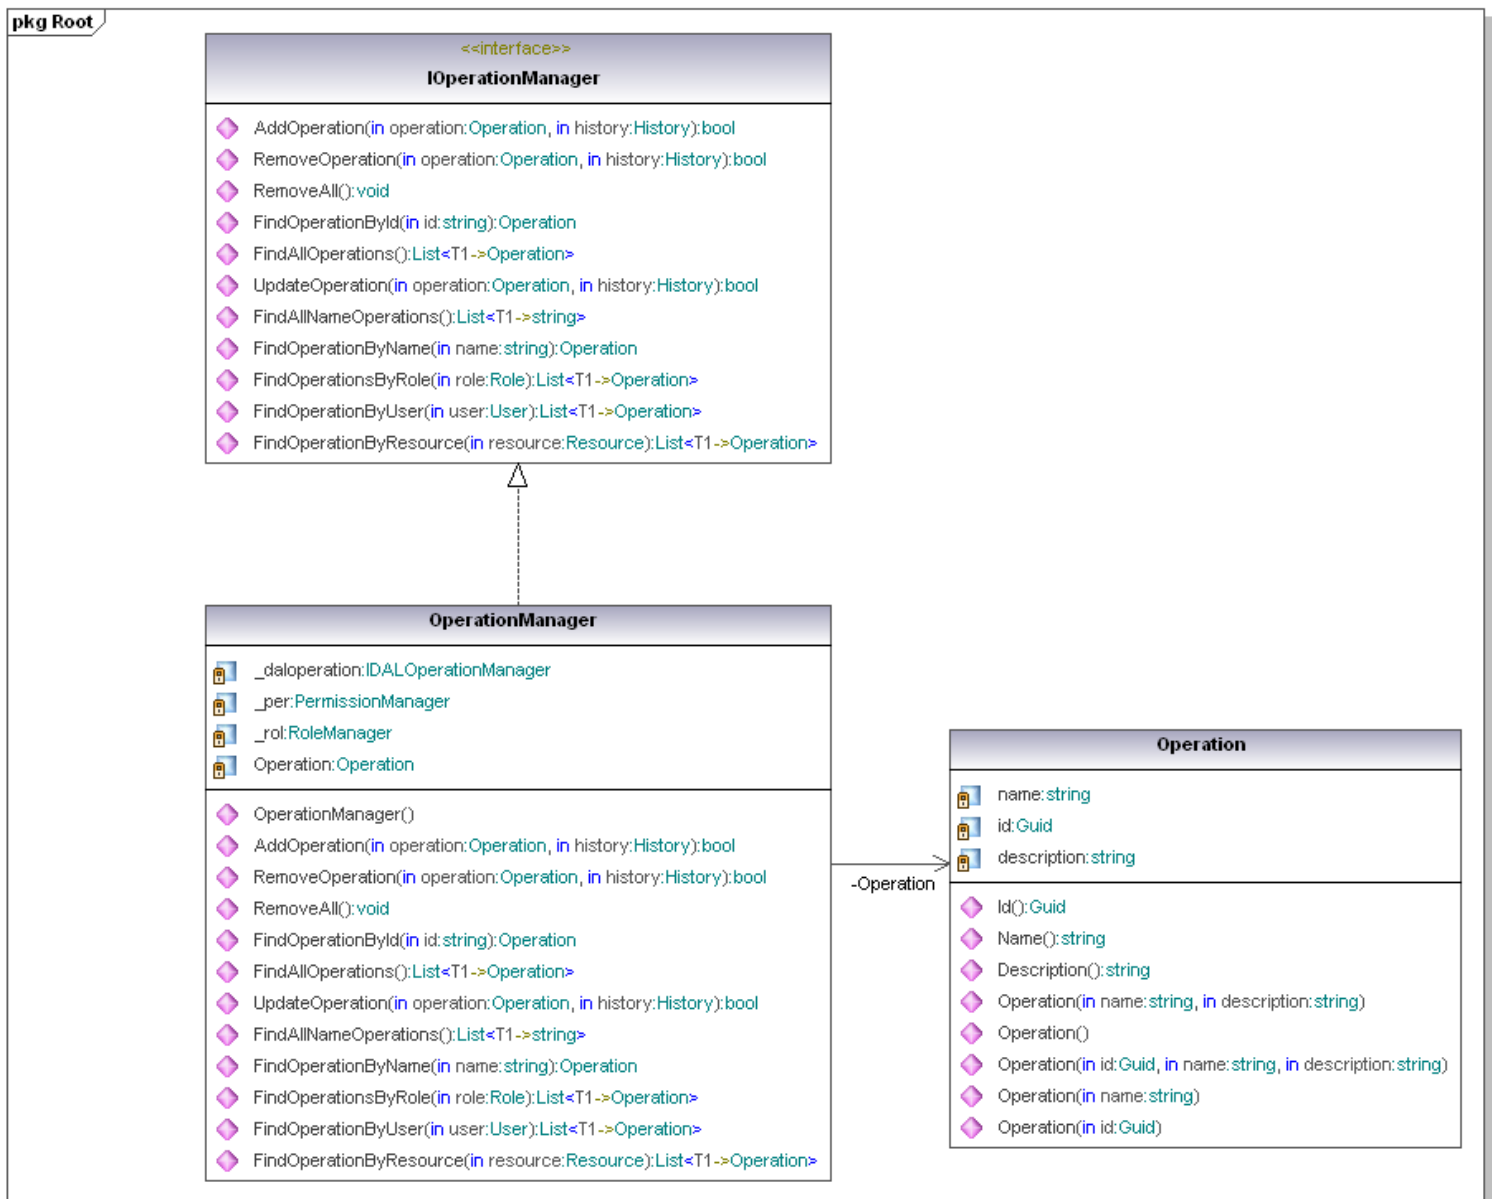 pkg Root
<<interface>>
IOperationManager
AddOperation(in operation:Operation, in history:History):bool
RemoveOperation(in operation:Operation, in history:History):bool
RemoveAll():void
FindOperationById(in id:string):Operation
FindAllOperations():List<T1->Operation>
UpdateOperation(in operation:Operation, in history:History):bool
FindAllNameOperations():List<T1->string>
FindOperationByName(in name:string):Operation
FindOperationsByRole(in role:Role):List<T1->Operation>
FindOperationByUser(in user:User):List<T1->Operation>
FindOperationByResource(in resource:Resource):List<T1->Operation>
OperationManager
_daloperation:IDALOperationManager
_per:PermissionManager
_rol:RoleManager
Operation:Operation
OperationManager()
AddOperation(in operation:Operation, in history:History):bool
RemoveOperation(in operation:Operation, in history:History):bool
RemoveAll():void
FindOperationById(in id:string):Operation
FindAllOperations():List<T1->Operation>
UpdateOperation(in operation:Operation, in history:History):bool
FindAllNameOperations():List<T1->string>
FindOperationByName(in name:string):Operation
FindOperationsByRole(in role:Role):List<T1->Operation>
FindOperationByUser(in user:User):List<T1->Operation>
FindOperationByResource(in resource:Resource):List<T1->Operation>
-Operation
Operation
name:string
id:Guid
description:string
Id():Guid
Name():string
Description():string
Operation(in name:string, in description:string)
Operation()
Operation(in id:Guid, in name:string, in description:string)
Operation(in name:string)
Operation(in id:Guid)